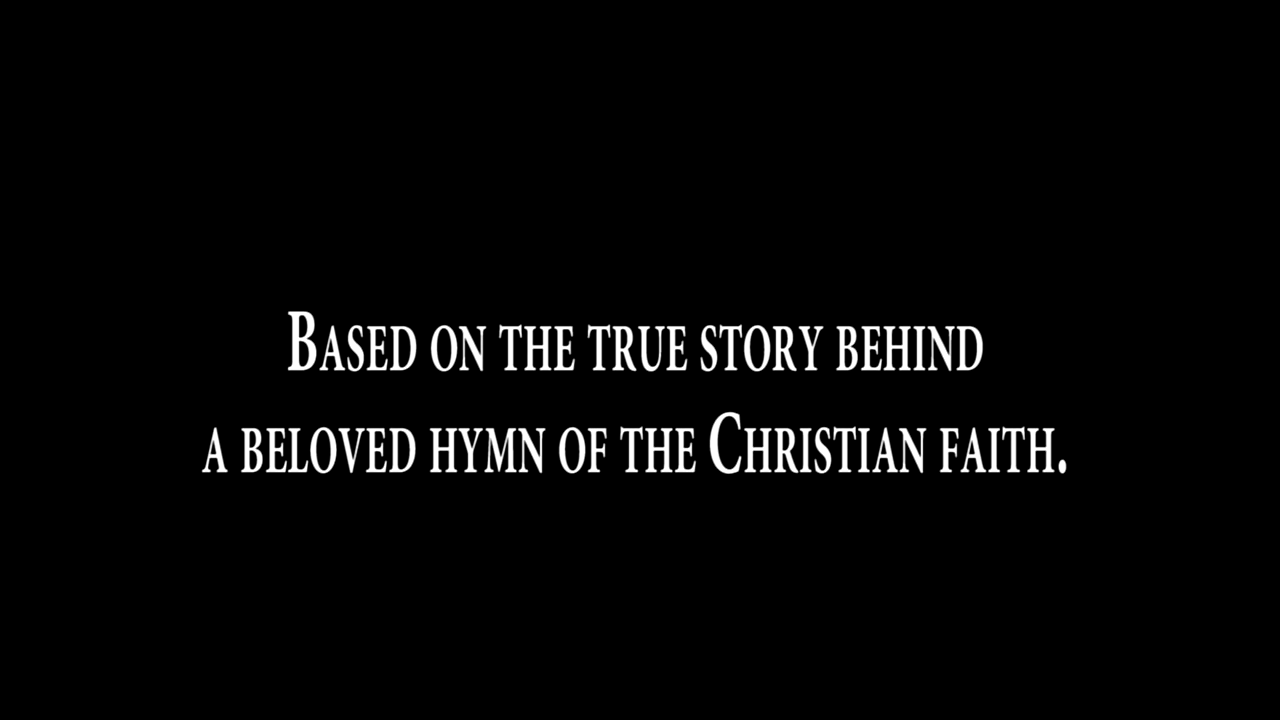 Based on the true story behind
a beloved hymn of the Christian faith.